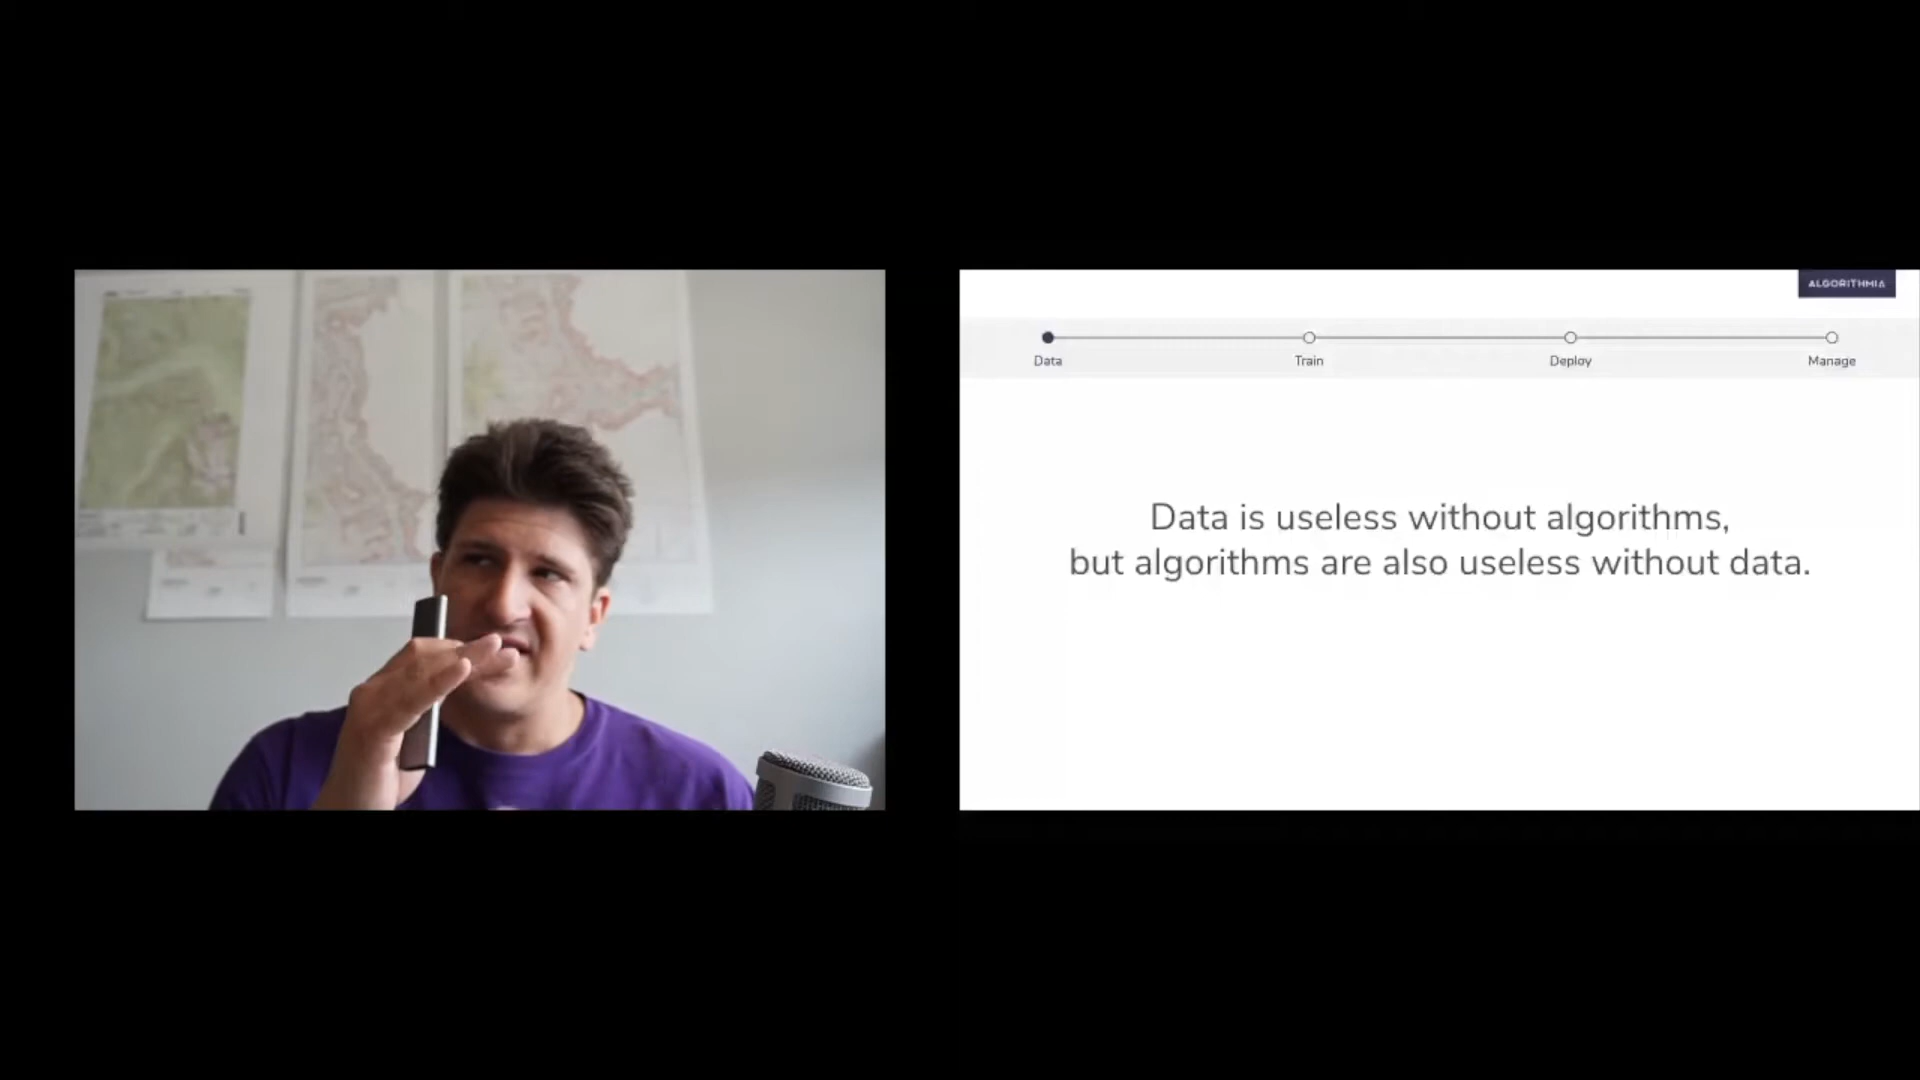 ALGORITHMIA
Data Train Deploy Manage
Data is useless without algorithms,
but algorithms are also useless without data.